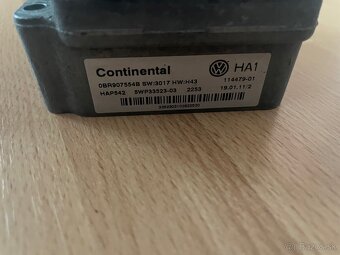 Continental
HA1
0BR907554B SW:3017 HW:H43
114479-01
HAP542 5WP33523-03 2253
19.01.11/2